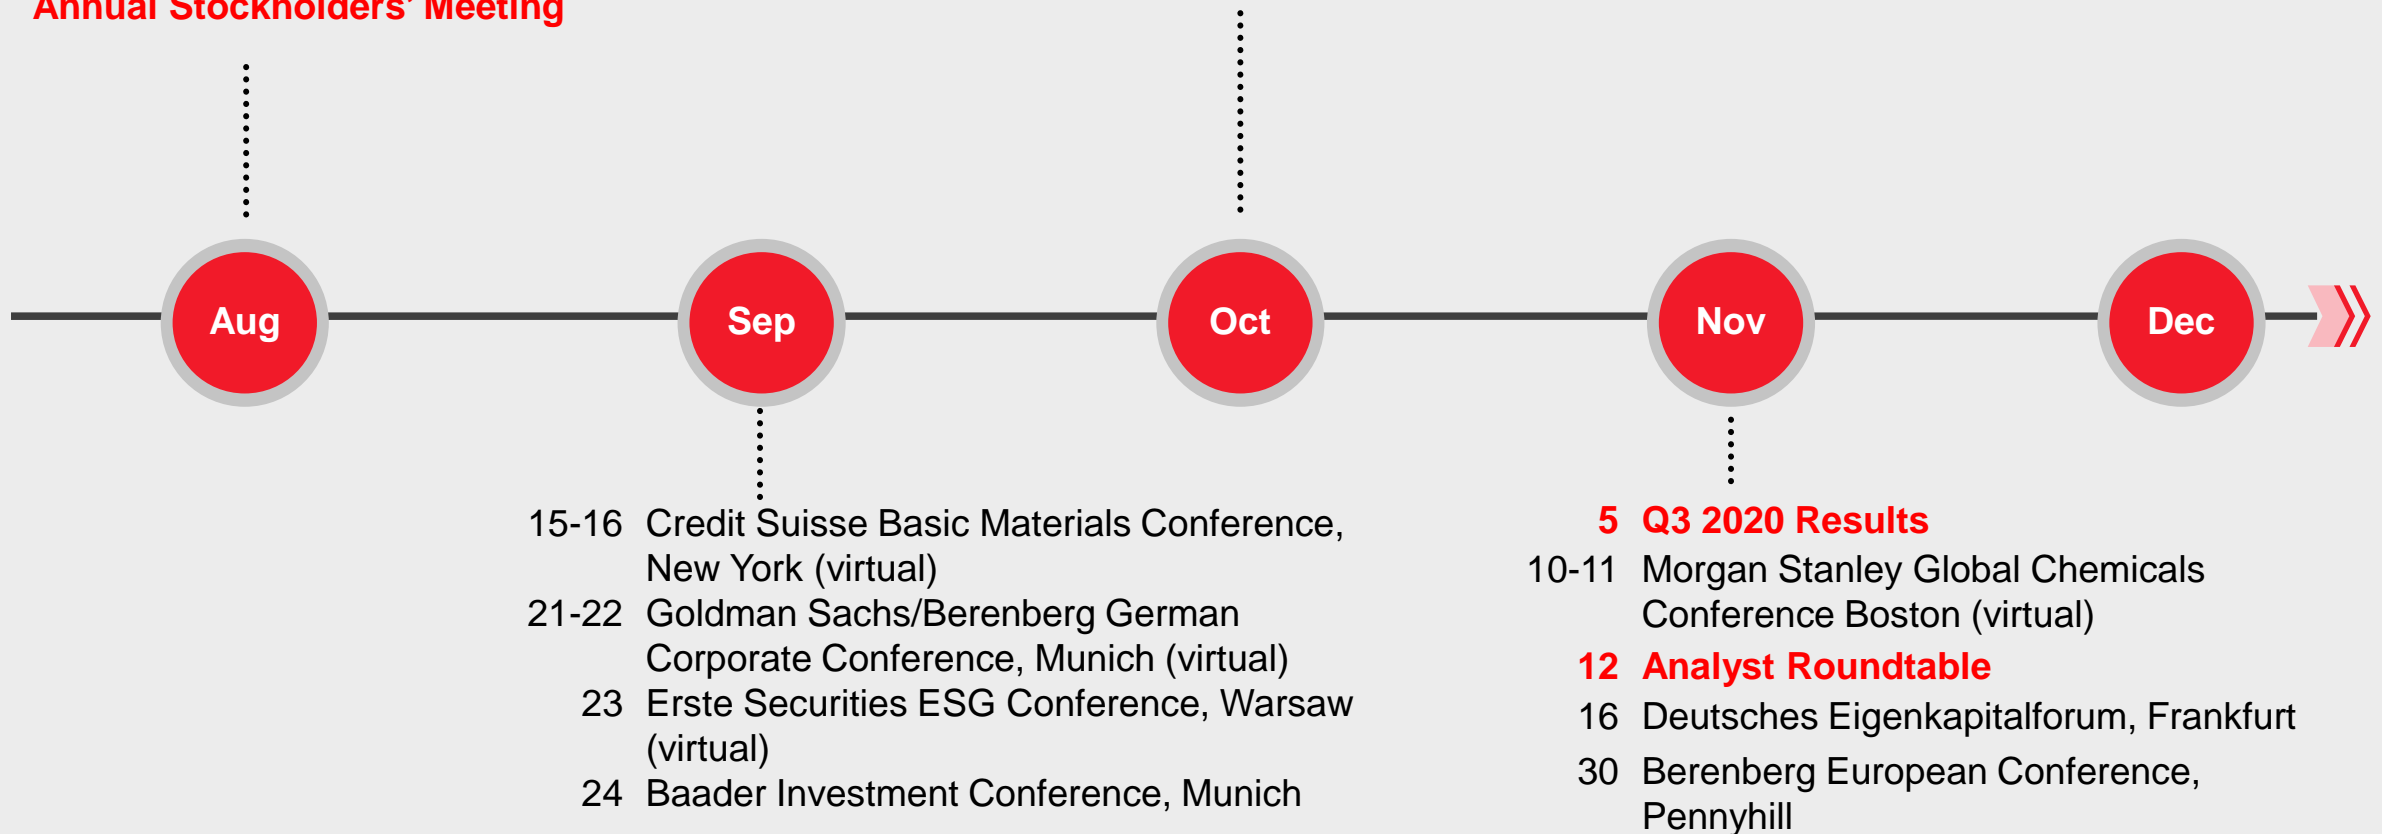 Annual Stockholders' Meeting
Aug
Sep
Oct
Nov
Dec
15-16 Credit Suisse Basic Materials Conference,
New York (virtual)
21-22 Goldman Sachs/Berenberg German
Corporate Conference, Munich (virtual)
23 Erste Securities ESG Conference, Warsaw
(virtual)
24 Baader Investment Conference, Munich
5 Q3 2020 Results
10-11 Morgan Stanley Global Chemicals
Conference Boston (virtual)
12 Analyst Roundtable
16 Deutsches Eigenkapitalforum, Frankfurt
30 Berenberg European Conference,
Pennyhill